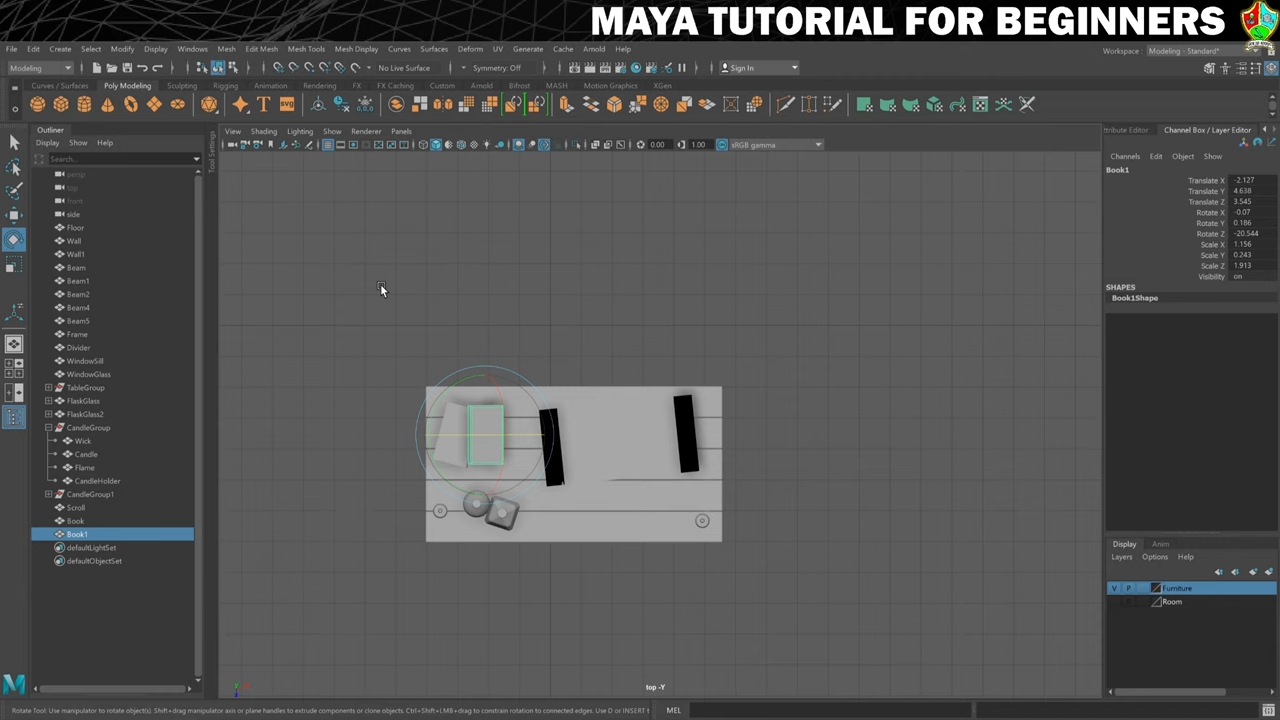 MAYA TUTORIAL FOR BEGINNERS
File Edit Create Select Modify Display Windows Mesh Edit Mesh Mesh Tools Mesh Display Curves Surfaces Deform UV Generate Cache Arnold Help
Workspace: Modeling - Standard*
Modeling No Live Surface Symmetry: Off Sign In
Curves / Surfaces Poly Modeling Sculpting Rigging Animation Rendering FX FX Caching Custom Arnold Bifrost MASH Motion Graphics XGen
Outliner
Display Show Help
Search...
persp
top
front
side
Floor
Wall
Wall1
Beam
Beam1
Beam2
Beam4
Beam5
Frame
Divider
WindowSill
WindowGlass
TableGroup
FlaskGlass
FlaskGlass2
CandleGroup
Wick
Candle
Flame
CandleHolder
CandleGroup1
Scroll
Book
Book1
defaultLightSet
defaultObjectSet
Tool Settings
View Shading Lighting Show Renderer Panels
0.00 1.00 sRGB gamma
top -Y
ttribute Editor Channel Box / Layer Editor
Channels Edit Object Show
Book1
Translate X -2.127
Translate Y 4.638
Translate Z 3.545
Rotate X -0.07
Rotate Y 0.186
Rotate Z -20.544
Scale X 1.156
Scale Y 0.243
Scale Z 1.913
Visibility on
SHAPES
Book1Shape
Display Anim
Layers Options Help
V P Furniture
Room
Rotate Tool: Use manipulator to rotate object(s). Shift+drag manipulator axis or plane handles to extrude components or clone objects. Ctrl+Shift+LMB+drag to constrain rotation to connected edges. Use D or INSERT t
MEL